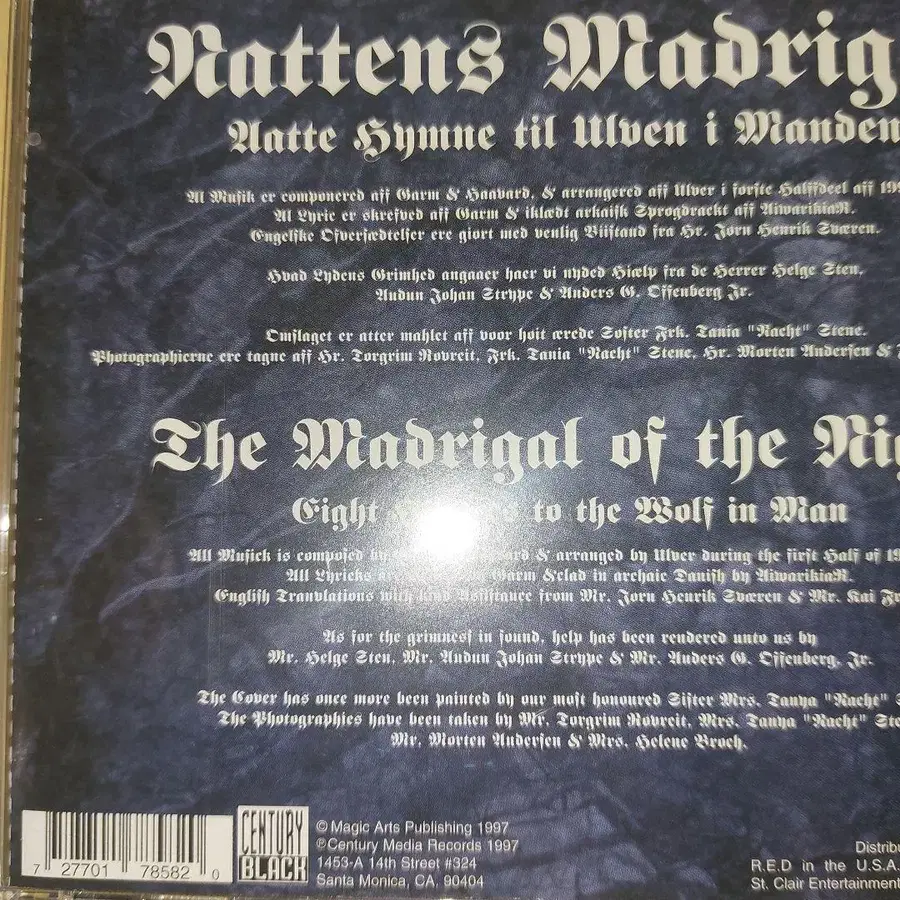 Nattens Madrig
Aatte Hymne til Ulven i Manden
Al Musik er componered aff Garm & Haavard, & arrangered aff Ulver i forste Halffdeel aff 199
Al Lyric er skrefved aff Garm & iklædt arkaisk Sprogdrackt aff AiwarikiaR.
Engelske Ofversædtelser ere giort med venlig Biistand fra Hr. Jørn Henrik Sværen.
Hvad Lydens Grimhed angaaer haer vi nyded Hiælp fra de Herrer Helge Sten,
Audun Johan Strype & Anders G. Offenberg Jr.
Omslaget er atter mahlet aff voor hoit ærede Soster Frk. Tania "Nacht" Stene.
Photographierne ere tagne aff Hr. Torgrim Rovreit, Frk. Tania "Nacht" Stene, Hr. Morten Andersen &
The Madrigal of the Nig
Eight to the Wolf in Man
All Musick is composed by & arranged by Ulver during the first Half of 19
All Lyricks Garm & clad in archaic Danish by AiwarikiaR.
English Tranvlations with kind Assistance from Mr. Jørn Henrik Sværen & Mr. Kai Fr
As for the grimness in sound, help has been rendered unto us by
Mr. Helge Sten, Mr. Audun Johan Strype & Mr. Anders G. Offenberg, Jr.
The Cover has once more been painted by our most honoured Sister Mrs. Tanya "Nacht" S
The Photographies have been taken by Mr. Torgrim Rovreit, Mrs. Tanya "Nacht" Ste
Mr. Morten Andersen & Mrs. Helene Broch.
7 27701 78582 0
CENTURY
BLACK
© Magic Arts Publishing 1997
℗ Century Media Records 1997
1453-A 14th Street #324
Santa Monica, CA. 90404
Distribu
R.E.D in the U.S.A.
St. Clair Entertainment